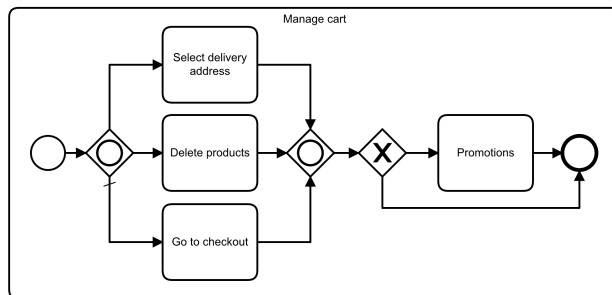 Manage cart
Select delivery
address
Delete products
Promotions
Go to checkout